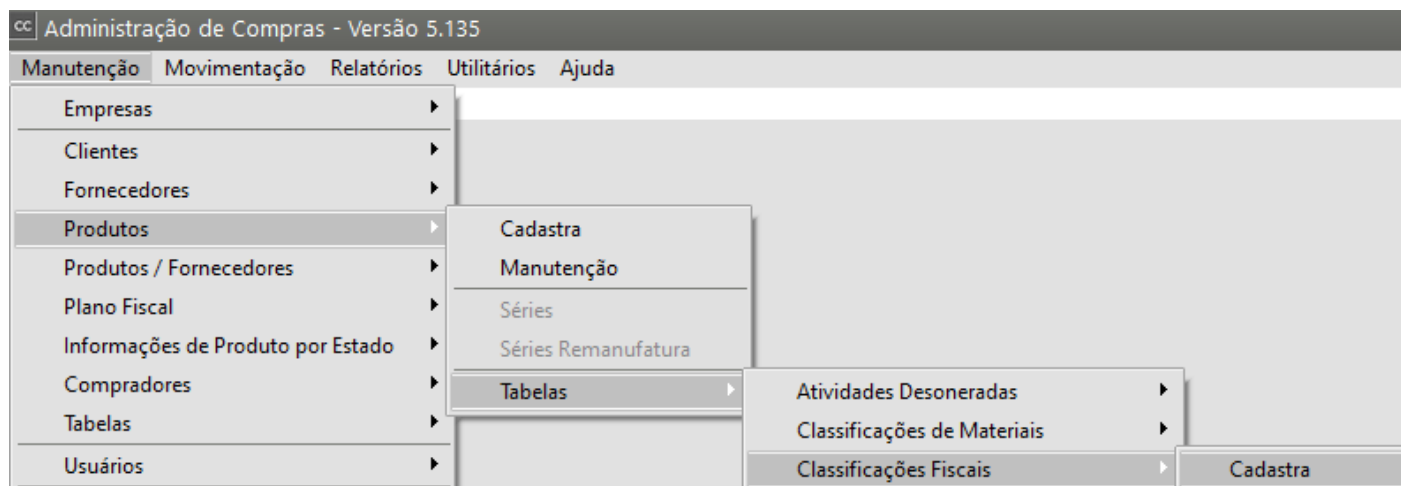 cc Administração de Compras - Versão 5.135
Manutenção Movimentação Relatórios Utilitários Ajuda
Empresas
Clientes
Fornecedores
Produtos
Produtos / Fornecedores
Plano Fiscal
Informações de Produto por Estado
Compradores
Tabelas
Usuários
Cadastra
Manutenção
Séries
Séries Remanufatura
Tabelas
Atividades Desoneradas
Classificações de Materiais
Classificações Fiscais
Cadastra